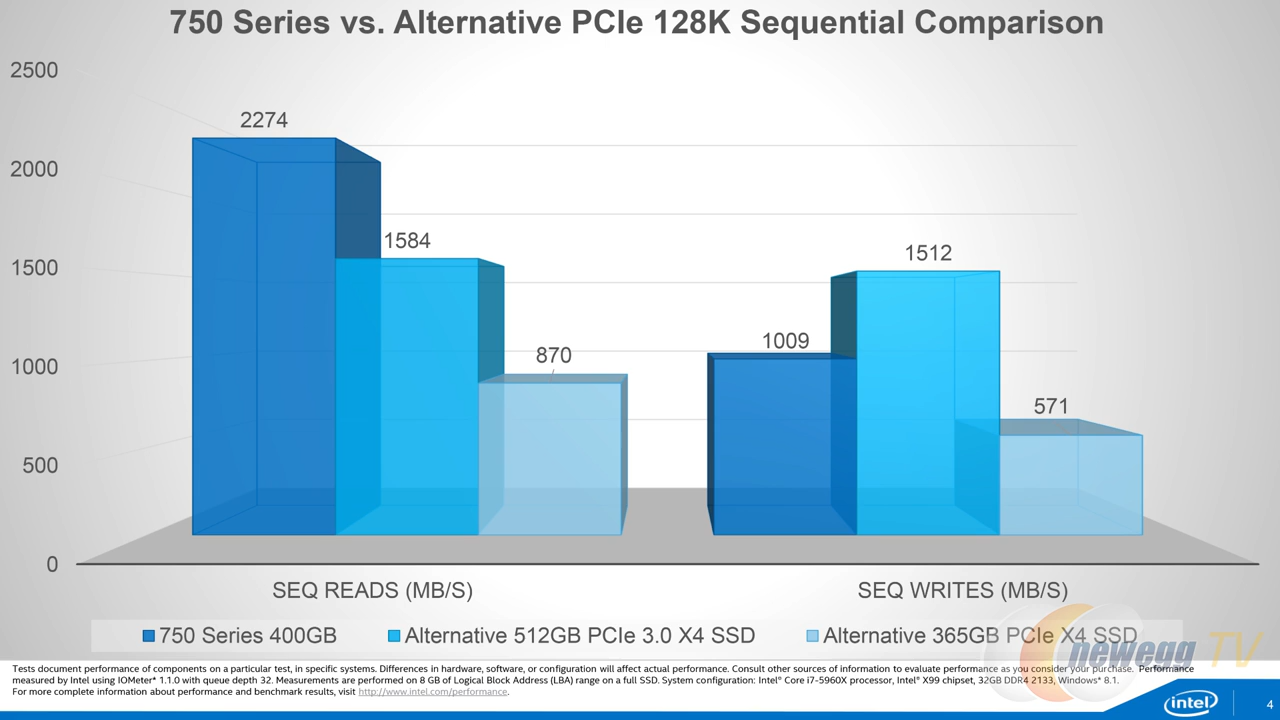 750 Series vs. Alternative PCIe 128K Sequential Comparison
2500
2000
1500
1000
500
0
2274
1584
870
1009
1512
571
SEQ READS (MB/S)
SEQ WRITES (MB/S)
750 Series 400GB
Alternative 512GB PCIe 3.0 X4 SSD
Alternative 365GB PCIe X4 SSD
newegg TV
Tests document performance of components on a particular test, in specific systems. Differences in hardware, software, or configuration will affect actual performance. Consult other sources of information to evaluate performance as you consider your purchase. Performance
measured by Intel using IOMeter* 1.1.0 with queue depth 32. Measurements are performed on 8 GB of Logical Block Address (LBA) range on a full SSD. System configuration: Intel® Core i7-5960X processor, Intel® X99 chipset, 32GB DDR4 2133, Windows* 8.1.
For more complete information about performance and benchmark results, visit http://www.intel.com/performance.
intel
4